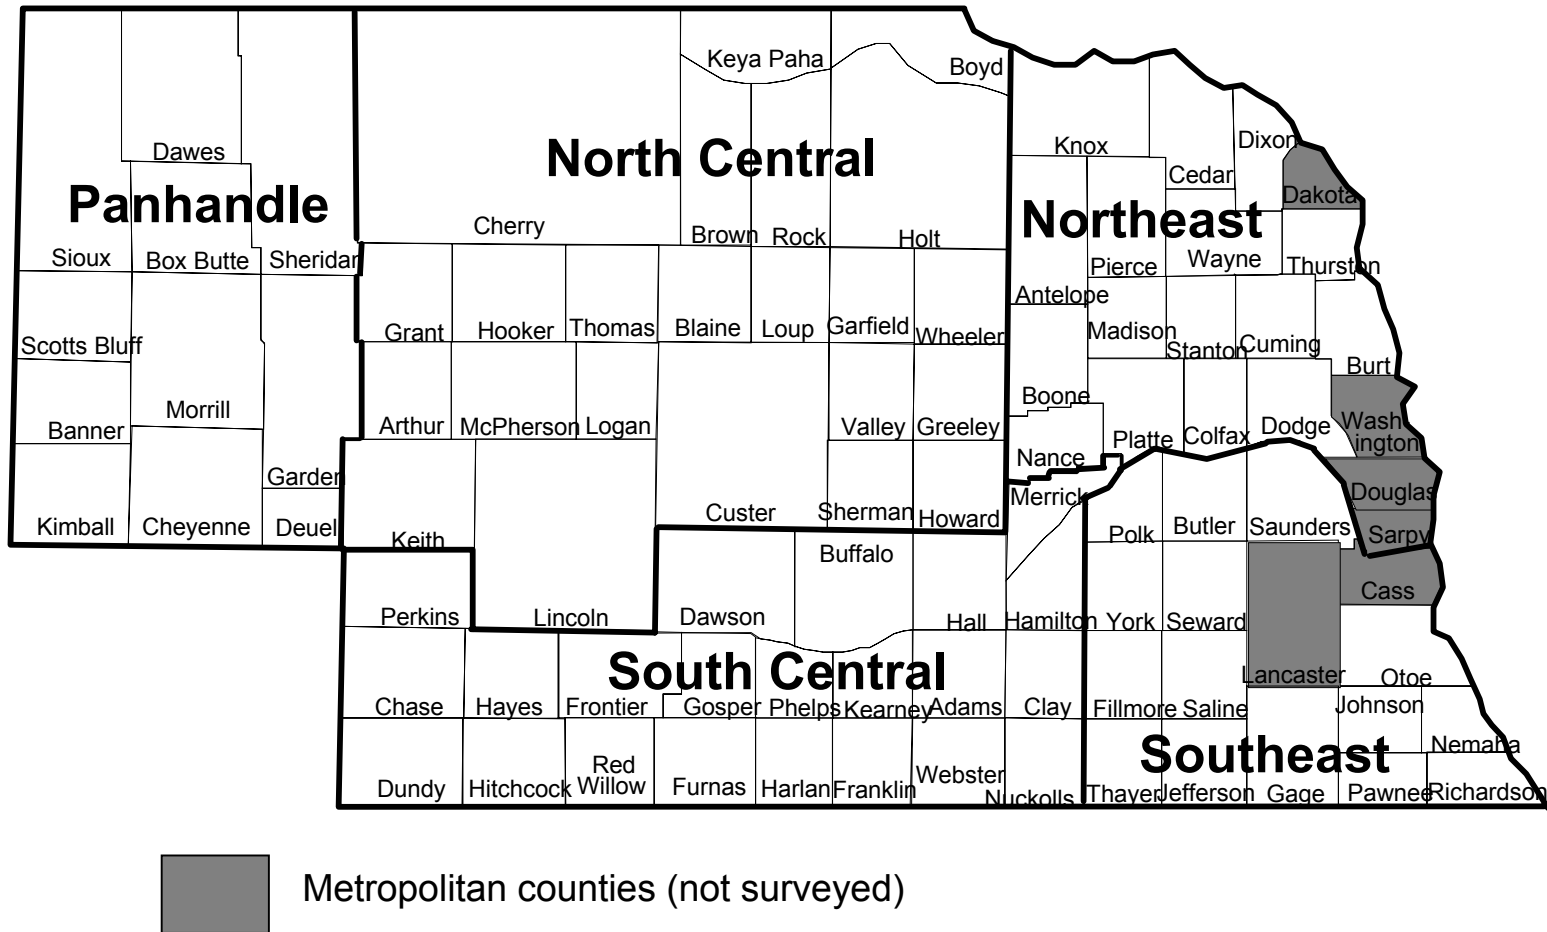 Keya Paha
Boyd
Dawes
North Central
Knox
Dixon
Cedar
Dakota
Panhandle
Cherry
Northeast
Brown
Rock
Holt
Sioux
Box Butte
Sheridan
Pierce
Wayne
Thurston
Antelope
Grant
Hooker
Thomas
Blaine
Loup
Garfield
Wheeler
Madison
Stanton
Cuming
Scotts Bluff
Burt
Morrill
Boone
Banner
Arthur
McPherson
Logan
Valley
Greeley
Platte
Colfax
Dodge
Wash
ington
Nance
Garden
Merrick
Douglas
Kimball
Cheyenne
Deuel
Keith
Custer
Sherman
Howard
Polk
Butler
Saunders
Sarpy
Buffalo
Cass
Perkins
Lincoln
Dawson
Hall
Hamilton
York
Seward
South Central
Lancaster
Otoe
Chase
Hayes
Frontier
Gosper
Phelps
Kearney
Adams
Clay
Fillmore
Saline
Johnson
Southeast
Nemaha
Dundy
Hitchcock
Red
Willow
Furnas
Harlan
Franklin
Webster
Nuckolls
Thayer
Jefferson
Gage
Pawnee
Richardson
Metropolitan counties (not surveyed)